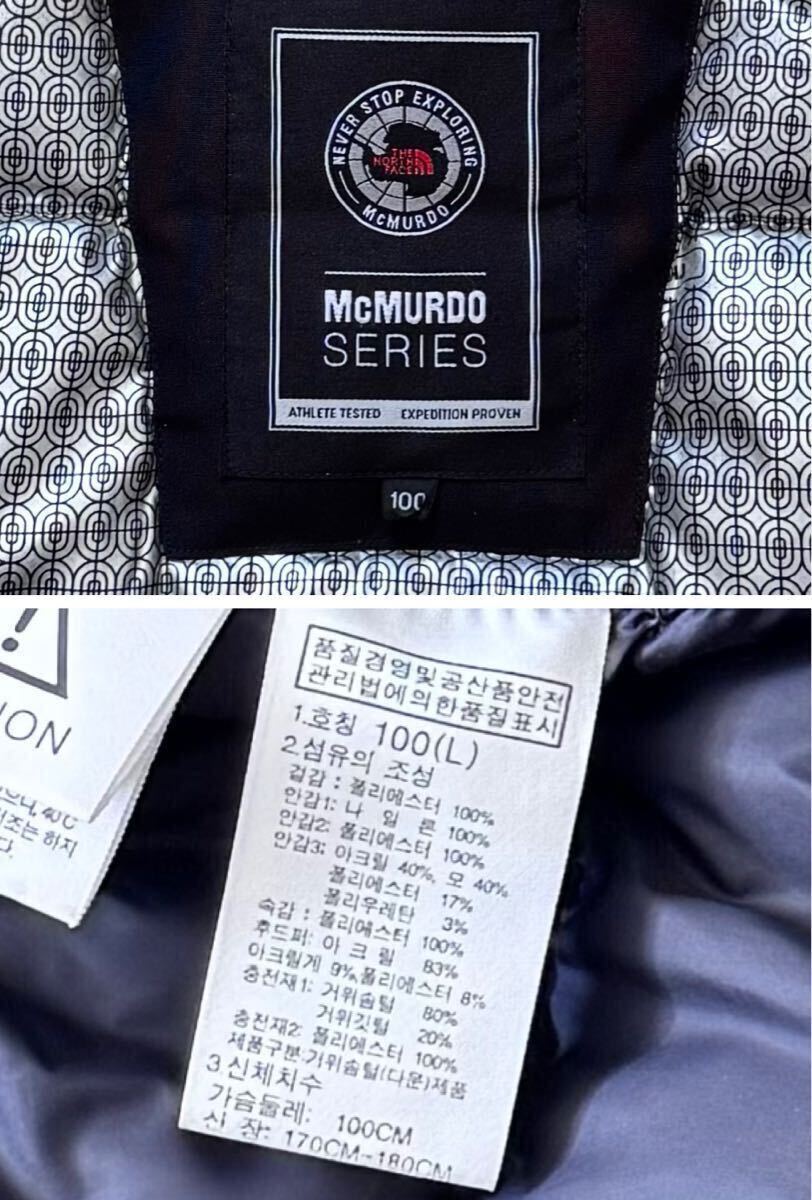 NEVER STOP EXPLORING
THE
NORTH
FACE
McMURDO
McMURDO
SERIES
ATHLETE TESTED EXPEDITION PROVEN
100
!
ION
40℃
조는 하지
다.
품질경영및공산품안전
관리법에의한품질표시
1.호칭 100(L)
2.섬유의 조성
겉감 : 폴리에스터 100%
안감1: 나 일 론 100%
안감2: 폴리에스터 100%
안감3: 아크릴 40%, 모 40%
폴리에스터 17%
폴리우레탄 3%
속감 : 폴리에스터 100%
후드퍼: 아 크 릴 83%
아크릴계 9%,폴리에스터 8%
충전재1: 거위솜털 80%
거위깃털 20%
충전재2: 폴리에스터 100%
제품구분:거위솜털(다운)제품
3.신체치수
가슴둘레: 100CM
신 장: 170CM~180CM